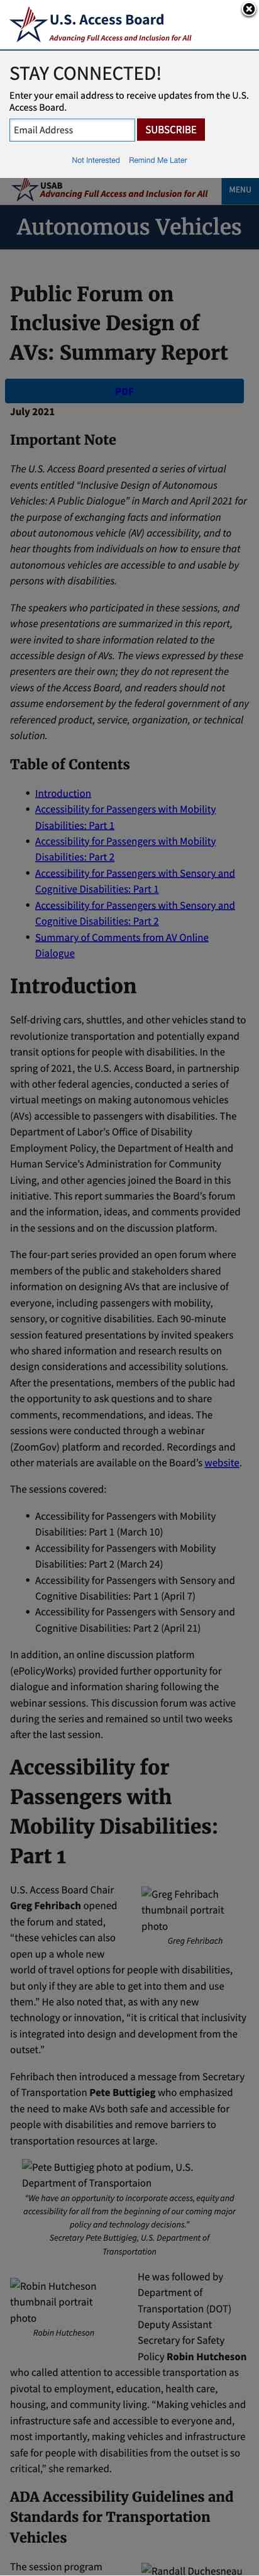 U.S. Access Board
Advancing Full Access and Inclusion for All
STAY CONNECTED!
Enter your email address to receive updates from the U.S.
Access Board.
Email Address
SUBSCRIBE
Not Interested Remind Me Later
USAB
Advancing Full Access and Inclusion for All
MENU
Autonomous Vehicles
Public Forum on
Inclusive Design of
AVs: Summary Report
PDF
July 2021
Important Note
The U.S. Access Board presented a series of virtual
events entitled “Inclusive Design of Autonomous
Vehicles: A Public Dialogue” in March and April 2021 for
the purpose of exchanging facts and information
about autonomous vehicle (AV) accessibility, and to
hear thoughts from individuals on how to ensure that
autonomous vehicles are accessible to and usable by
persons with disabilities.
The speakers who participated in these sessions, and
whose presentations are summarized in this report,
were invited to share information related to the
accessible design of AVs. The views expressed by these
presenters are their own; they do not represent the
views of the Access Board, and readers should not
assume endorsement by the federal government of any
referenced product, service, organization, or technical
solution.
Table of Contents
• Introduction
• Accessibility for Passengers with Mobility
Disabilities: Part 1
• Accessibility for Passengers with Mobility
Disabilities: Part 2
• Accessibility for Passengers with Sensory and
Cognitive Disabilities: Part 1
• Accessibility for Passengers with Sensory and
Cognitive Disabilities: Part 2
• Summary of Comments from AV Online
Dialogue
Introduction
Self-driving cars, shuttles, and other vehicles stand to
revolutionize transportation and potentially expand
transit options for people with disabilities. In the
spring of 2021, the U.S. Access Board, in partnership
with other federal agencies, conducted a series of
virtual meetings on making autonomous vehicles
(AVs) accessible to passengers with disabilities. The
Department of Labor’s Office of Disability
Employment Policy, the Department of Health and
Human Service’s Administration for Community
Living, and other agencies joined the Board in this
initiative. This report summaries the Board’s forum
and the information, ideas, and comments provided
in the sessions and on the discussion platform.
The four-part series provided an open forum where
members of the public and stakeholders shared
information on designing AVs that are inclusive of
everyone, including passengers with mobility,
sensory, or cognitive disabilities. Each 90-minute
session featured presentations by invited speakers
who shared information and research results on
design considerations and accessibility solutions.
After the presentations, members of the public had
the opportunity to ask questions and to share
comments, recommendations, and ideas. The
sessions were conducted through a webinar
(ZoomGov) platform and recorded. Recordings and
other materials are available on the Board’s website.
The sessions covered:
• Accessibility for Passengers with Mobility
Disabilities: Part 1 (March 10)
• Accessibility for Passengers with Mobility
Disabilities: Part 2 (March 24)
• Accessibility for Passengers with Sensory and
Cognitive Disabilities: Part 1 (April 7)
• Accessibility for Passengers with Sensory and
Cognitive Disabilities: Part 2 (April 21)
In addition, an online discussion platform
(ePolicyWorks) provided further opportunity for
dialogue and information sharing following the
webinar sessions. This discussion forum was active
during the series and remained so until two weeks
after the last session.
Accessibility for
Passengers with
Mobility Disabilities:
Part 1
U.S. Access Board Chair
Greg Fehribach opened
the forum and stated,
“these vehicles can also
open up a whole new
Greg Fehribach
thumbnail portrait
photo
Greg Fehribach
world of travel options for people with disabilities,
but only if they are able to get into them and use
them.” He also noted that, as with any new
technology or innovation, “it is critical that inclusivity
is integrated into design and development from the
outset.”
Fehribach then introduced a message from Secretary
of Transportation Pete Buttigieg who emphasized
the need to make AVs both safe and accessible for
people with disabilities and remove barriers to
transportation resources at large.
Pete Buttigieg photo at podium, U.S.
Department of Transportaion
“We have an opportunity to incorporate access, equity and
accessibility for all from the beginning of our coming major
policy and technology decisions.”
Secretary Pete Buttigieg, U.S. Department of
Transportation
Robin Hutcheson
thumbnail portrait
photo
Robin Hutcheson
He was followed by
Department of
Transportation (DOT)
Deputy Assistant
Secretary for Safety
Policy Robin Hutcheson
who called attention to accessible transportation as
pivotal to employment, education, health care,
housing, and community living. “Making vehicles and
infrastructure safe and accessible to everyone and,
most importantly, making vehicles and infrastructure
safe for people with disabilities from the outset is so
critical,” she remarked.
ADA Accessibility Guidelines and
Standards for Transportation
Vehicles
The session program
Randall Duchesneau